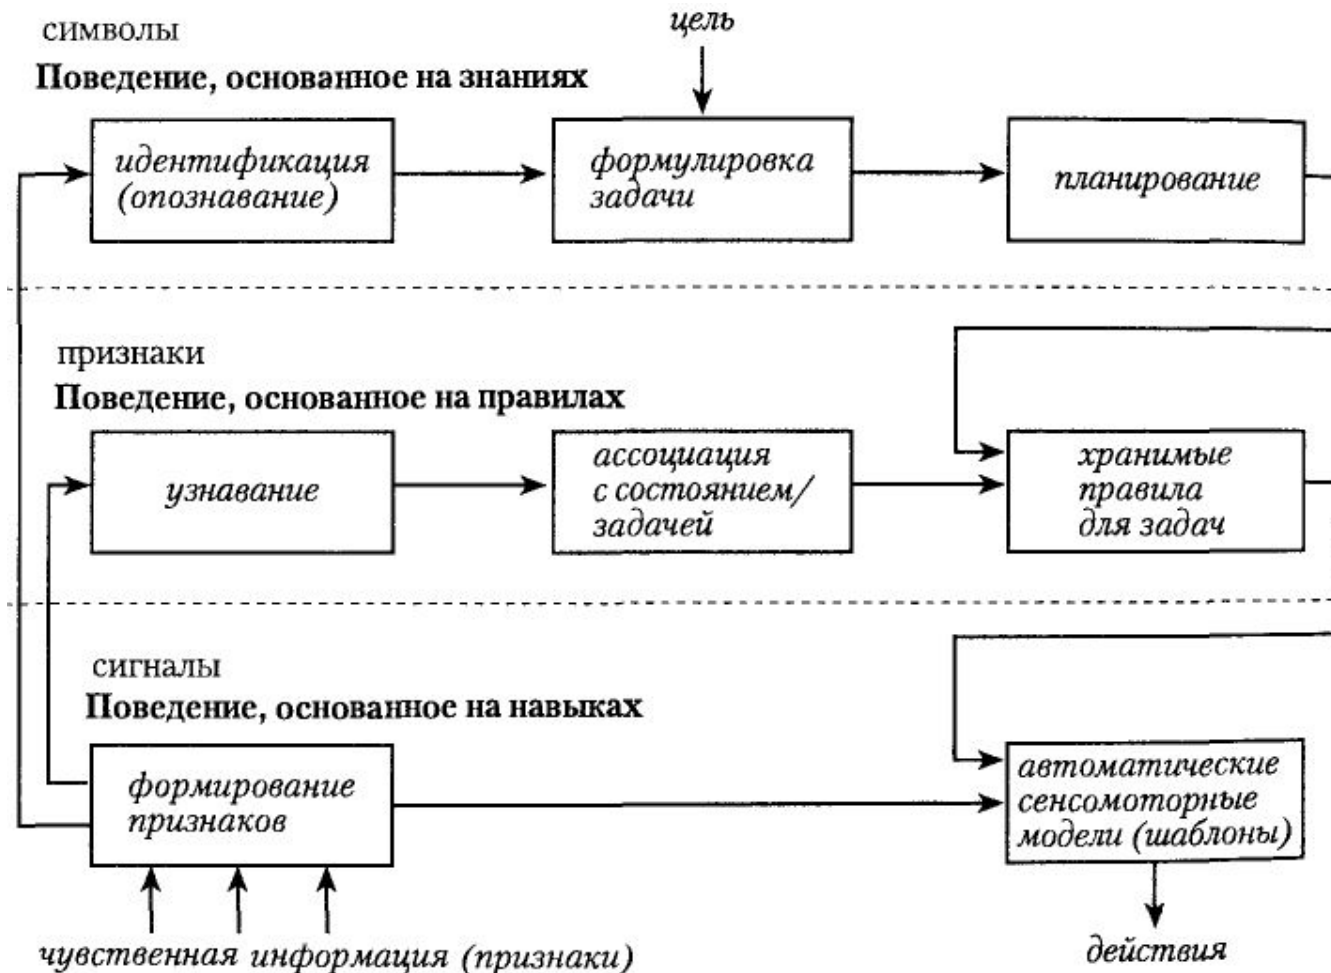 символы
цель
Поведение, основанное на знаниях
идентификация
(опознавание)
формулировка
задачи
планирование
признаки
Поведение, основанное на правилах
узнавание
ассоциация
с состоянием/
задачей
хранимые
правила
для задач
сигналы
Поведение, основанное на навыках
формирование
признаков
автоматические
сенсомоторные
модели (шаблоны)
чувственная информация (признаки)
действия